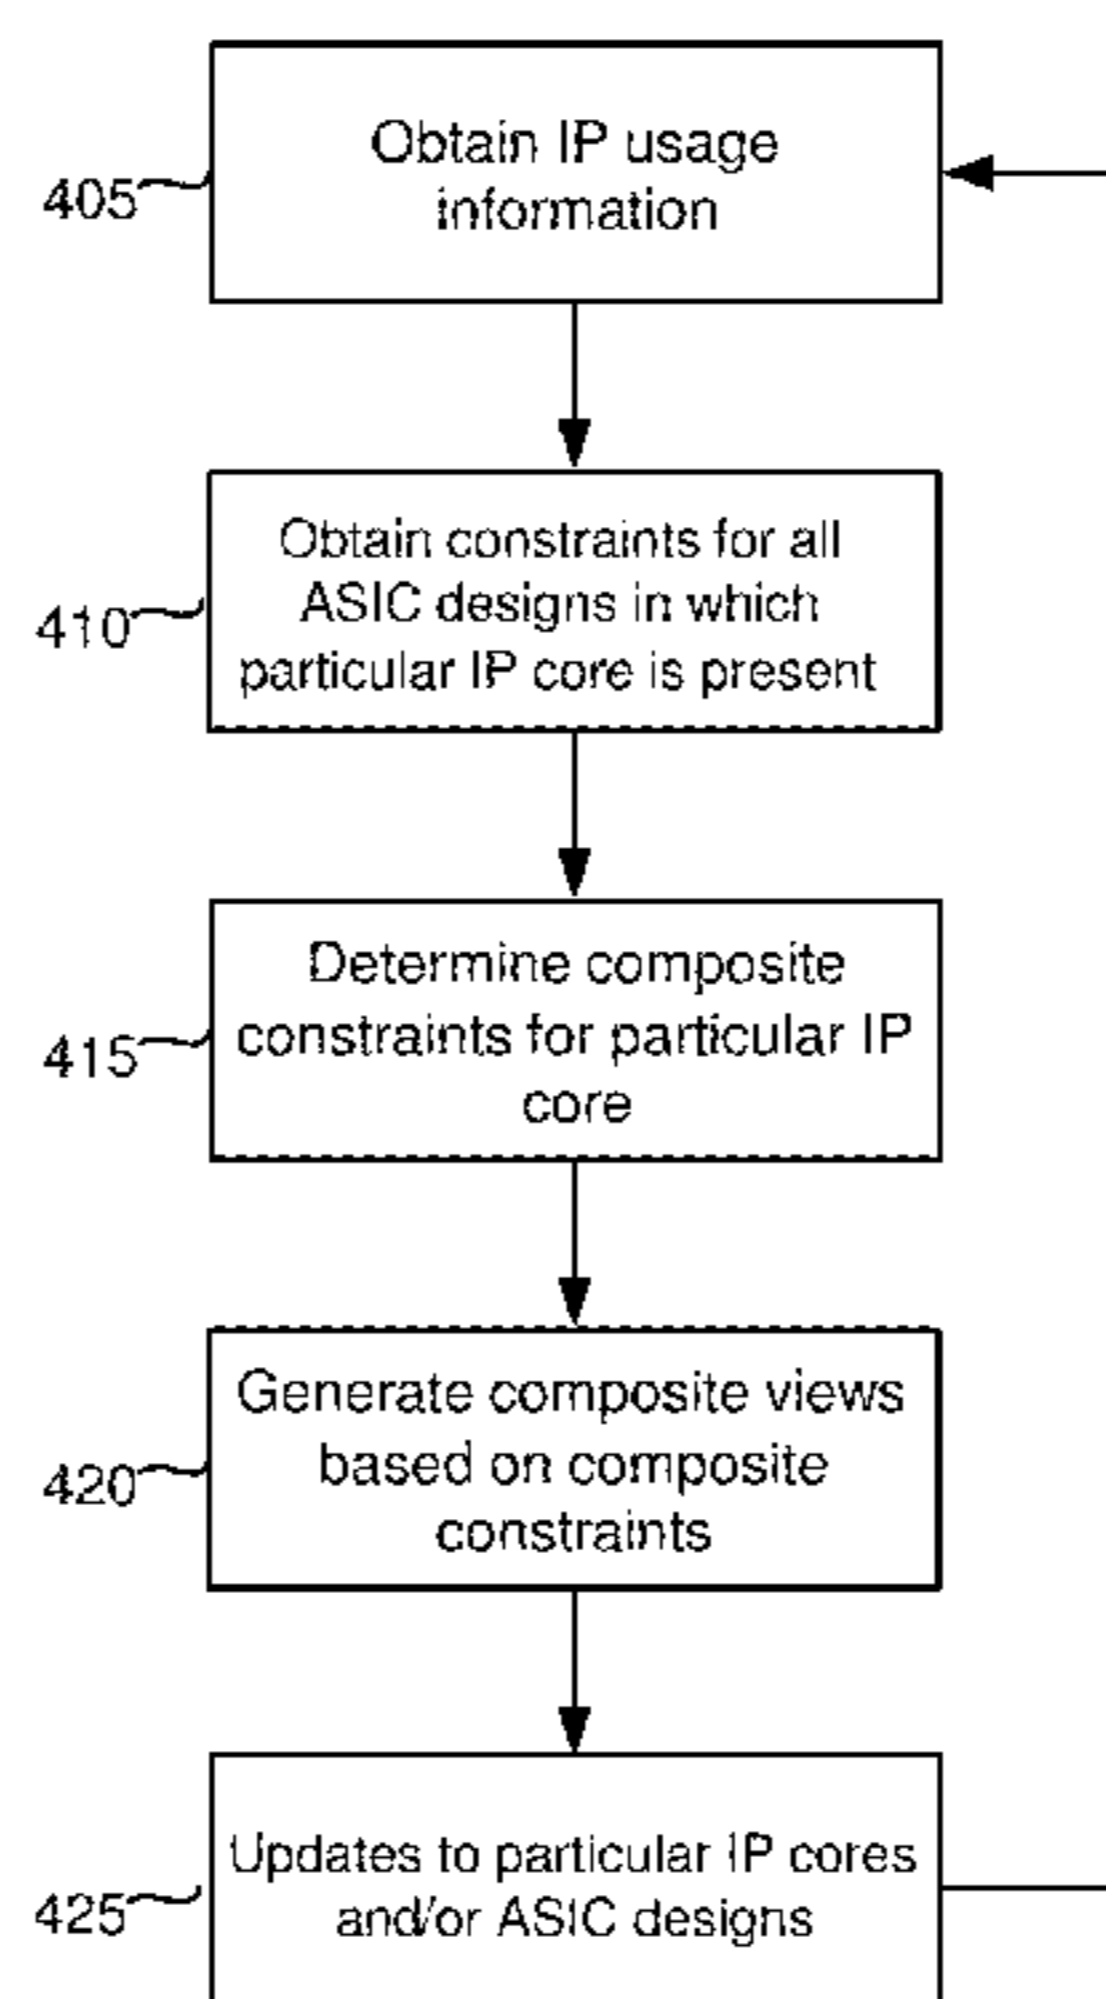 Obtain IP usage
information
405
Obtain constraints for all
ASIC designs in which
particular IP core is present
410
Determine composite
constraints for particular IP
core
415
Generate composite views
based on composite
constraints
420
Updates to particular IP cores
and/or ASIC designs
425